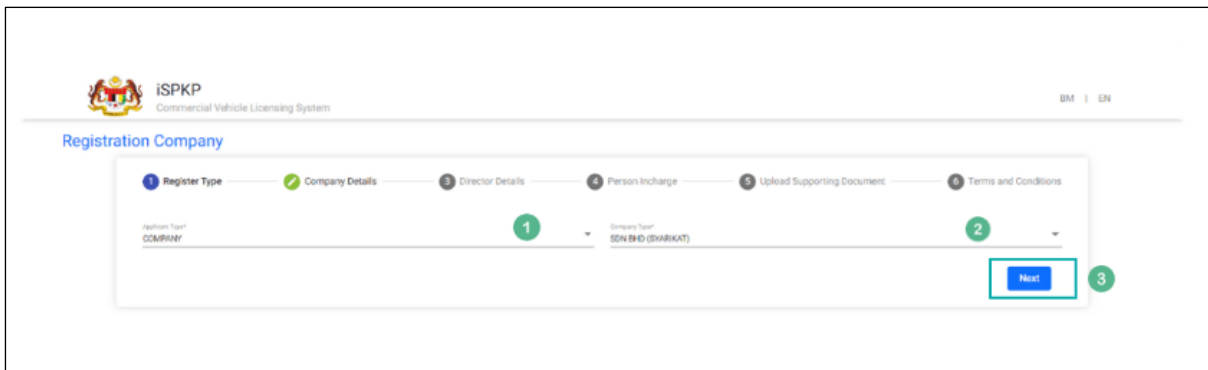 iSPKP
Commercial Vehicle Licensing System
BM | EN
Registration Company
1 Register Type Company Details 3 Director Details 4 Person Incharge 5 Upload Supporting Document 6 Terms and Conditions
Applicant Type* Company Type*
COMPANY 1 SDN BHD (SYARIKAT) 2
Next 3